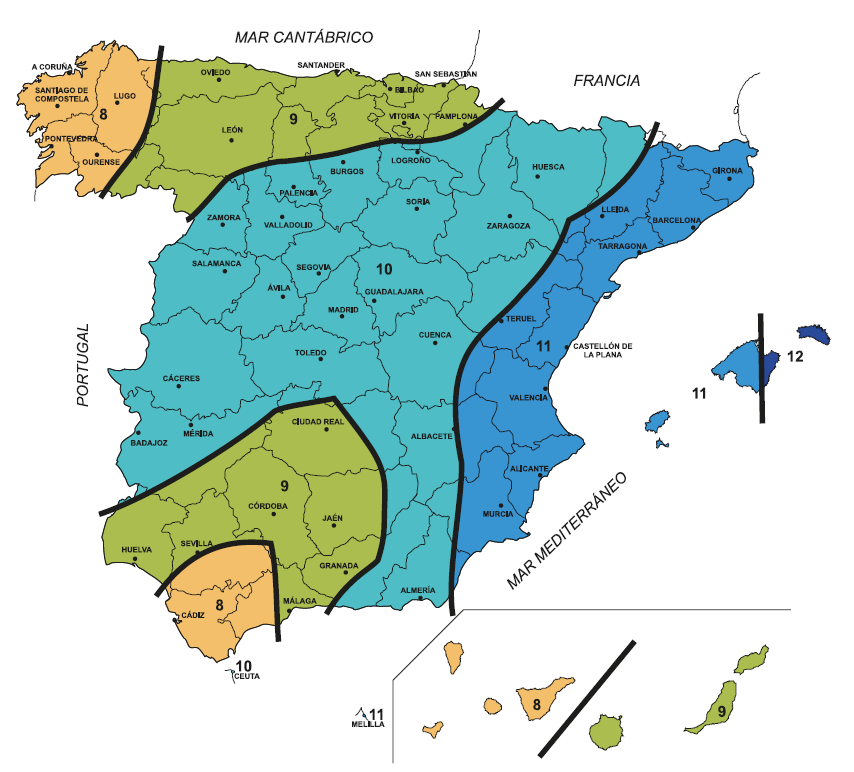 MAR CANTÁBRICO
A CORUÑA
OVIEDO
SANTANDER
SAN SEBASTIAN
FRANCIA
BILBAO
SANTIAGO DE
COMPOSTELA
LUGO
8
9
VITORIA
PAMPLONA
LEÓN
PONTEVEDRA
OURENSE
LOGROÑO
BURGOS
HUESCA
GIRONA
PALENCIA
SORIA
LLEIDA
ZAMORA
VALLADOLID
ZARAGOZA
BARCELONA
TARRAGONA
SALAMANCA
SEGOVIA
10
ÁVILA
GUADALAJARA
MADRID
TERUEL
CUENCA
11
CASTELLÓN DE
LA PLANA
12
TOLEDO
PORTUGAL
CÁCERES
11
VALENCIA
CIUDAD REAL
MÉRIDA
BADAJOZ
ALBACETE
ALICANTE
9
CÓRDOBA
MURCIA
JAÉN
MAR MEDITERRÁNEO
SEVILLA
HUELVA
GRANADA
ALMERÍA
8
MÁLAGA
CÁDIZ
10
CEUTA
11
MELILLA
8
9